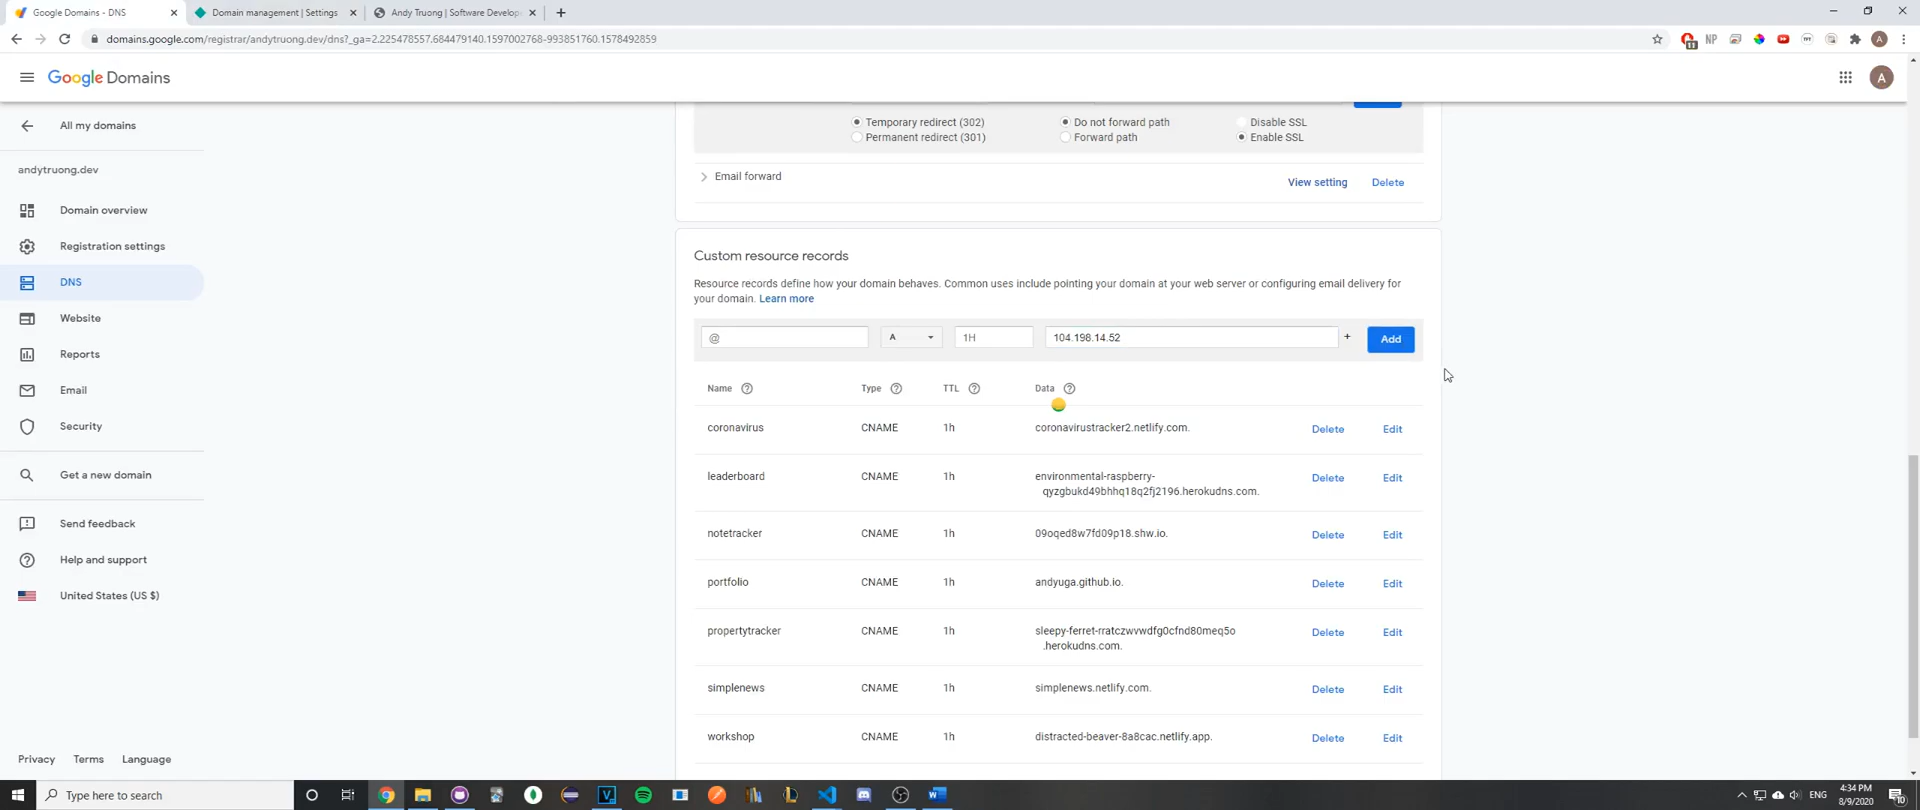 Google Domains - DNS
Domain management | Settings
Andy Truong | Software Develop
domains.google.com/registrar/andytruong.dev/dns?_ga=2.225478557.684479140.1597002768-993851760.1578492859
NP
A
Google Domains
A
All my domains
andytruong.dev
Domain overview
Registration settings
DNS
Website
Reports
Email
Security
Get a new domain
Send feedback
Help and support
United States (US $)
Privacy Terms Language
Temporary redirect (302) Do not forward path Disable SSL
Permanent redirect (301) Forward path Enable SSL
Email forward View setting Delete
Custom resource records
Resource records define how your domain behaves. Common uses include pointing your domain at your web server or configuring email delivery for
your domain. Learn more
@ A 1H 104.198.14.52 + Add
Name Type TTL Data
coronavirus CNAME 1h coronavirustracker2.netlify.com. Delete Edit
leaderboard CNAME 1h environmental-raspberry- Delete Edit
qyzgbukd49bhhq18q2fj2196.herokudns.com.
notetracker CNAME 1h 09oqed8w7fd09p18.shw.io. Delete Edit
portfolio CNAME 1h andyuga.github.io. Delete Edit
propertytracker CNAME 1h sleepy-ferret-rratczwvwdfg0cfnd80meq5o Delete Edit
.herokudns.com.
simplenews CNAME 1h simplenews.netlify.com. Delete Edit
workshop CNAME 1h distracted-beaver-8a8cac.netlify.app. Delete Edit
Type here to search
ENG
4:34 PM
8/9/2020